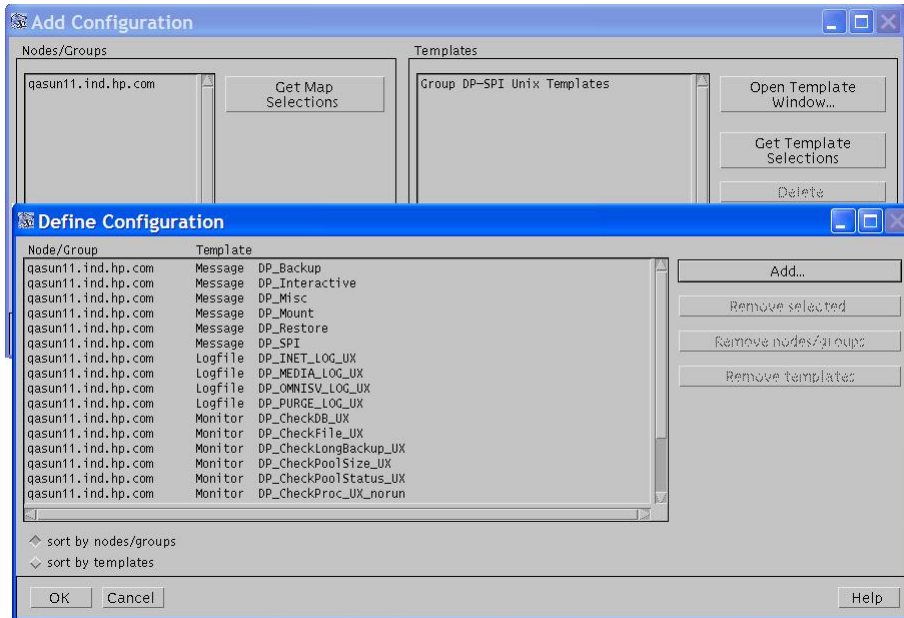 Add Configuration
Nodes/Groups
Templates
qasun11.ind.hp.com
Get Map
Selections
Group DP-SPI Unix Templates
Open Template
Window...
Get Template
Selections
Delete
Define Configuration
Node/Group Template
qasun11.ind.hp.com Message DP_Backup
qasun11.ind.hp.com Message DP_Interactive
qasun11.ind.hp.com Message DP_Misc
qasun11.ind.hp.com Message DP_Mount
qasun11.ind.hp.com Message DP_Restore
qasun11.ind.hp.com Message DP_SPI
qasun11.ind.hp.com Logfile DP_INET_LOG_UX
qasun11.ind.hp.com Logfile DP_MEDIA_LOG_UX
qasun11.ind.hp.com Logfile DP_OMNISV_LOG_UX
qasun11.ind.hp.com Logfile DP_PURGE_LOG_UX
qasun11.ind.hp.com Monitor DP_CheckDB_UX
qasun11.ind.hp.com Monitor DP_CheckFile_UX
qasun11.ind.hp.com Monitor DP_CheckLongBackup_UX
qasun11.ind.hp.com Monitor DP_CheckPoolSize_UX
qasun11.ind.hp.com Monitor DP_CheckPoolStatus_UX
qasun11.ind.hp.com Monitor DP_CheckProc_UX_norun
Add...
Remove selected
Remove nodes/groups
Remove templates
sort by nodes/groups
sort by templates
OK
Cancel
Help